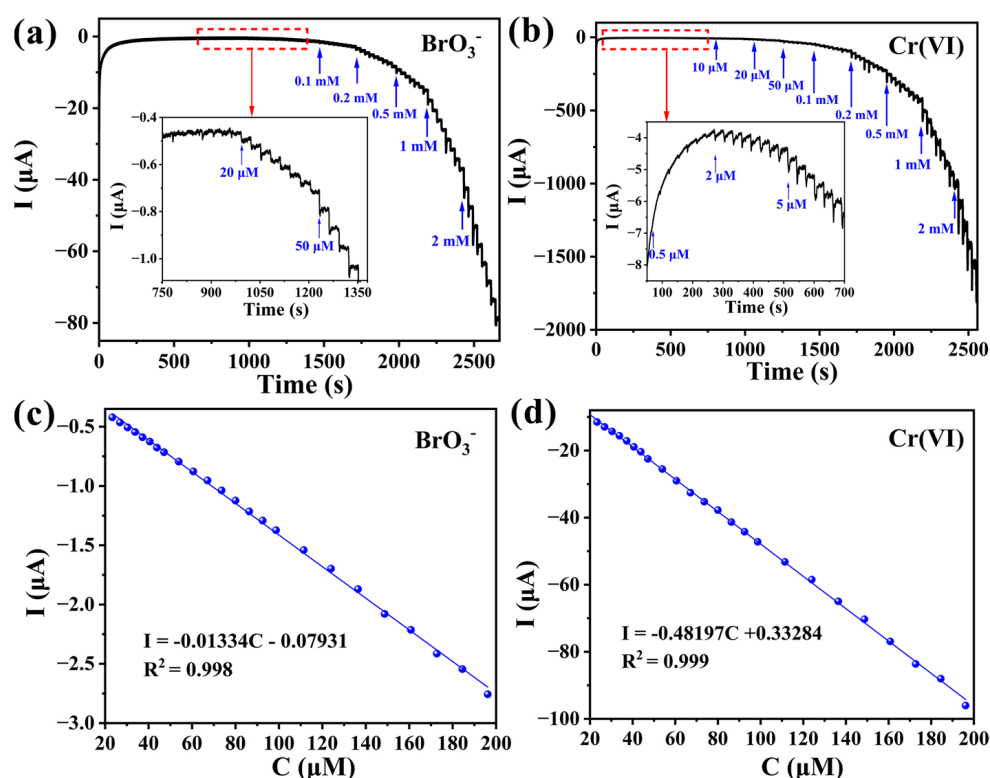 (a)
BrO₃⁻
0
−20
−40
−60
−80
I (μA)
0
500
1000
1500
2000
2500
Time (s)
0.1 mM
0.2 mM
0.5 mM
1 mM
2 mM
−0.4
−0.6
−0.8
−1.0
I (μA)
750
900
1050
1200
1350
Time (s)
20 μM
50 μM
(b)
Cr(VI)
0
−500
−1000
−1500
−2000
I (μA)
0
500
1000
1500
2000
2500
Time (s)
10 μM
20 μM
50 μM
0.1 mM
0.2 mM
0.5 mM
1 mM
2 mM
−4
−5
−6
−7
−8
I (μA)
100
200
300
400
500
600
700
Time (s)
0.5 μM
2 μM
5 μM
(c)
BrO₃⁻
−0.5
−1.0
−1.5
−2.0
−2.5
−3.0
I (μA)
I = -0.01334C - 0.07931
R² = 0.998
20
40
60
80
100
120
140
160
180
200
C (μM)
(d)
Cr(VI)
−20
−40
−60
−80
−100
I (μA)
I = -0.48197C +0.33284
R² = 0.999
20
40
60
80
100
120
140
160
180
200
C (μM)